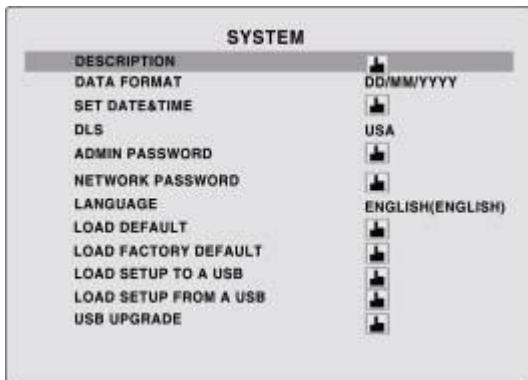 SYSTEM
DESCRIPTION
DATA FORMAT DD/MM/YYYY
SET DATE&TIME
DLS USA
ADMIN PASSWORD
NETWORK PASSWORD
LANGUAGE ENGLISH(ENGLISH)
LOAD DEFAULT
LOAD FACTORY DEFAULT
LOAD SETUP TO A USB
LOAD SETUP FROM A USB
USB UPGRADE